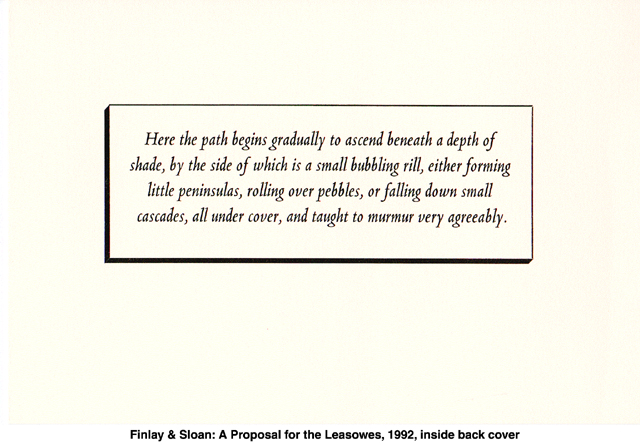 Here the path begins gradually to ascend beneath a depth of
shade, by the side of which is a small bubbling rill, either forming
little peninsulas, rolling over pebbles, or falling down small
cascades, all under cover, and taught to murmur very agreeably.
Finlay & Sloan: A Proposal for the Leasowes, 1992, inside back cover